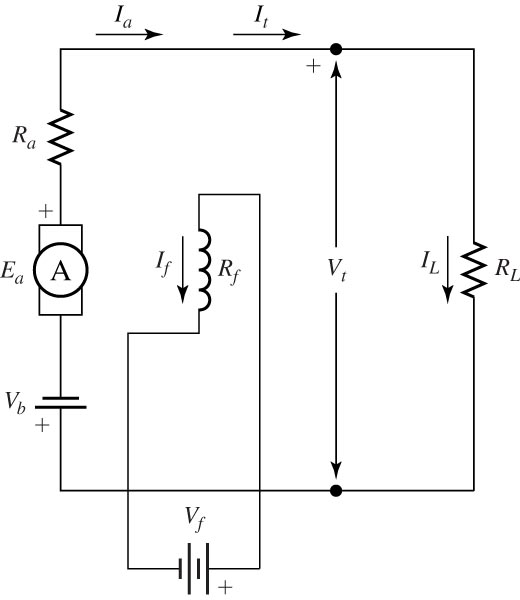 I_a I_t
+
R_a
+
I_f R_f I_L R_L
E_a A V_t
V_b
+
V_f
+